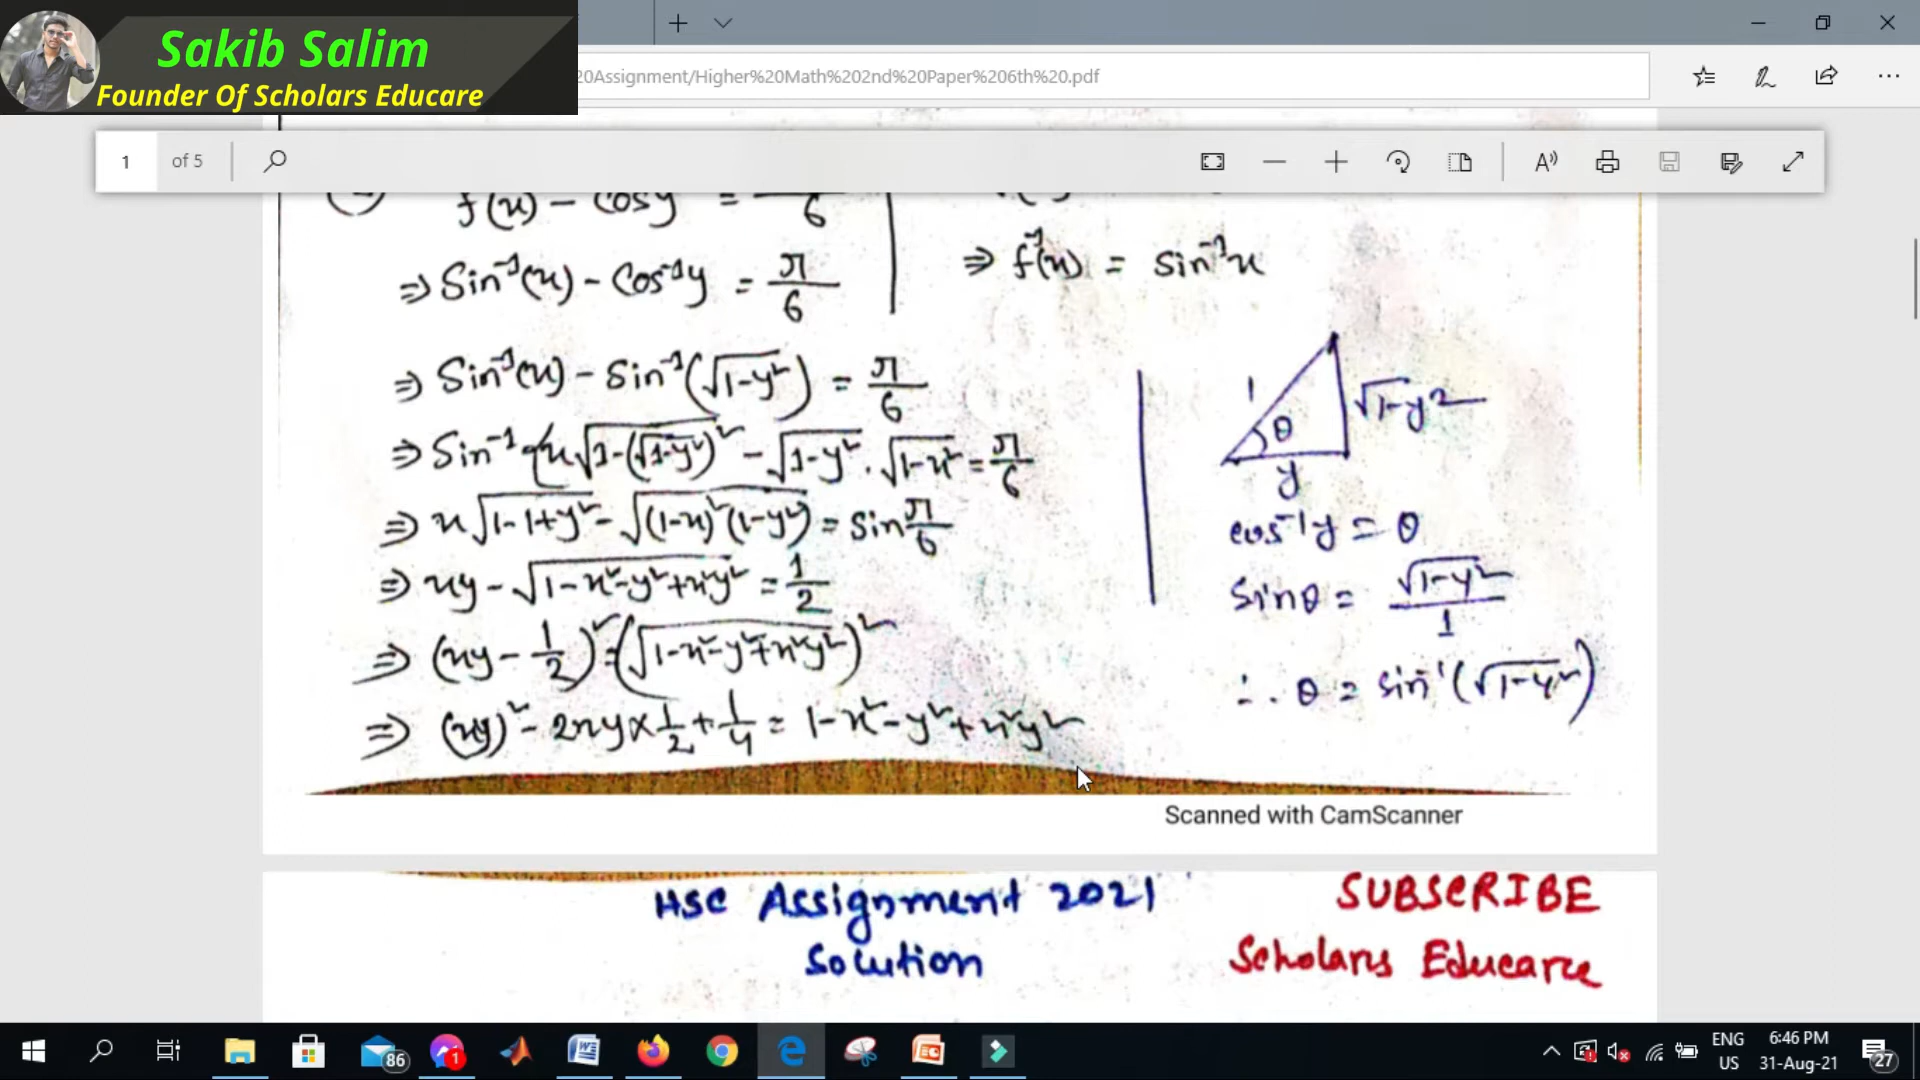 Sakib Salim
Founder Of Scholars Educare
20Assignment/Higher%20Math%202nd%20Paper%206th%20.pdf
1 of 5
f(x) - cosy = 6
⇒ Sin⁻¹(x) - Cos⁻¹y = π/6
⇒ f⁻¹(x) = sin⁻¹x
⇒ Sin⁻¹(x) - Sin⁻¹(√1-y²) = π/6
⇒ Sin⁻¹{x√1-(√1-y²)² - √1-y² . √1-x² = π/6
⇒ x√1-1+y² - √(1-x)²(1-y²) = Sin π/6
⇒ xy - √1-x²-y²+x²y² = 1/2
⇒ (xy - 1/2)² = (√1-x²-y²+x²y²)²
⇒ (xy)² - 2xy × 1/2 + 1/4 = 1-x²-y²+x²y²
1
θ
√1-y²
y
cos⁻¹y = θ
Sinθ = √1-y²/1
∴ θ = sin⁻¹(√1-y²)
Scanned with CamScanner
HSC Assignment 2021
Solution
SUBSCRIBE
Scholars Educare
86
1
ENG
US
6:46 PM
31-Aug-21
27